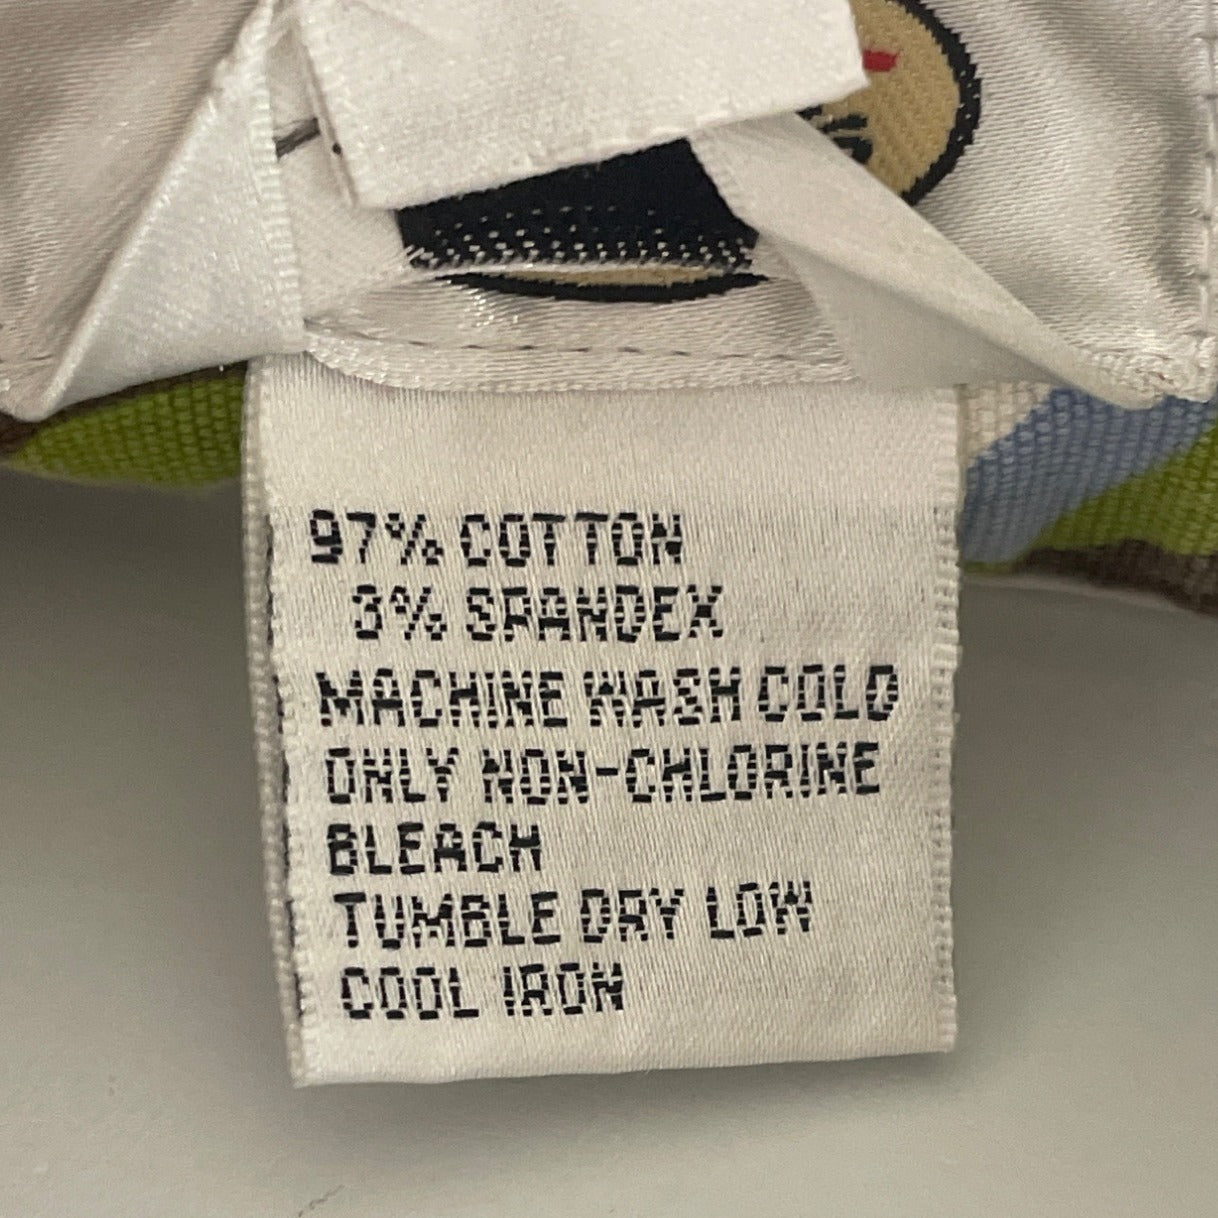 97% COTTON
3% SPANDEX
MACHINE WASH COLD
ONLY NON-CHLORINE
BLEACH
TUMBLE DRY LOW
COOL IRON